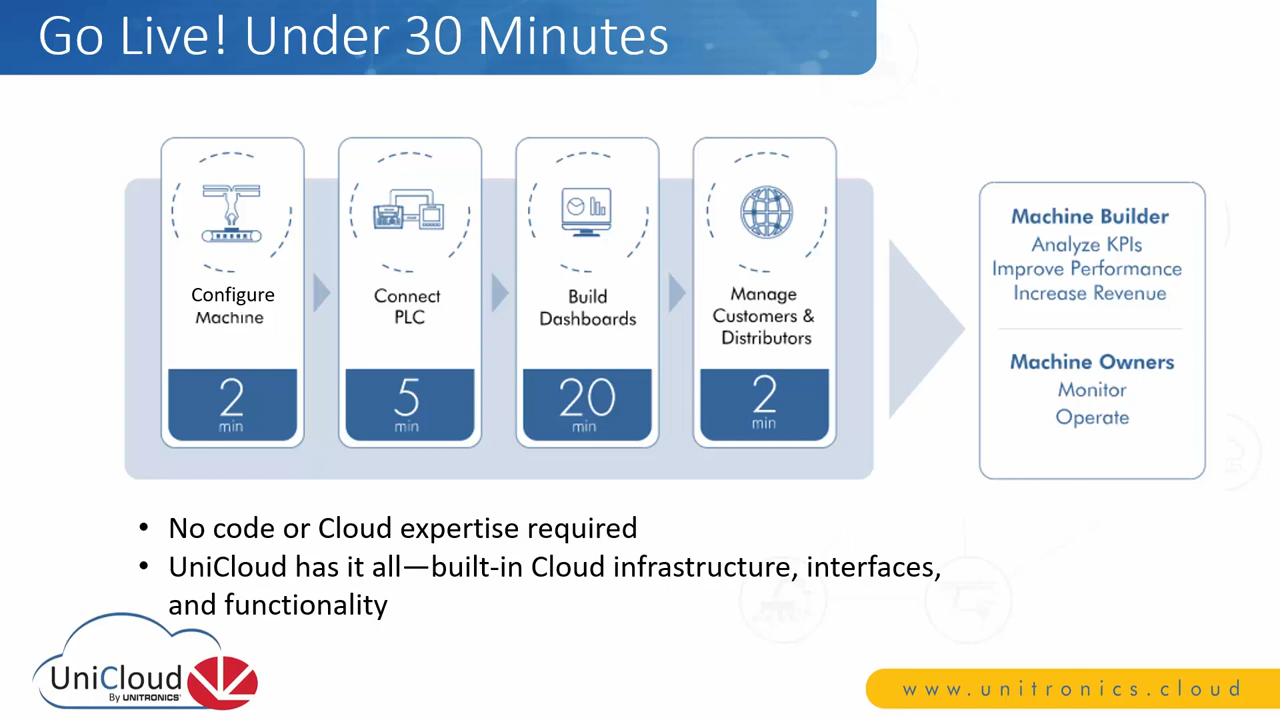 Go Live! Under 30 Minutes
Configure
Machine
2
min
Connect
PLC
5
min
Build
Dashboards
20
min
Manage
Customers &
Distributors
2
min
Machine Builder
Analyze KPIs
Improve Performance
Increase Revenue
Machine Owners
Monitor
Operate
• No code or Cloud expertise required
• UniCloud has it all—built-in Cloud infrastructure, interfaces,
and functionality
UniCloud
By UNITRONICS
www.unitronics.cloud